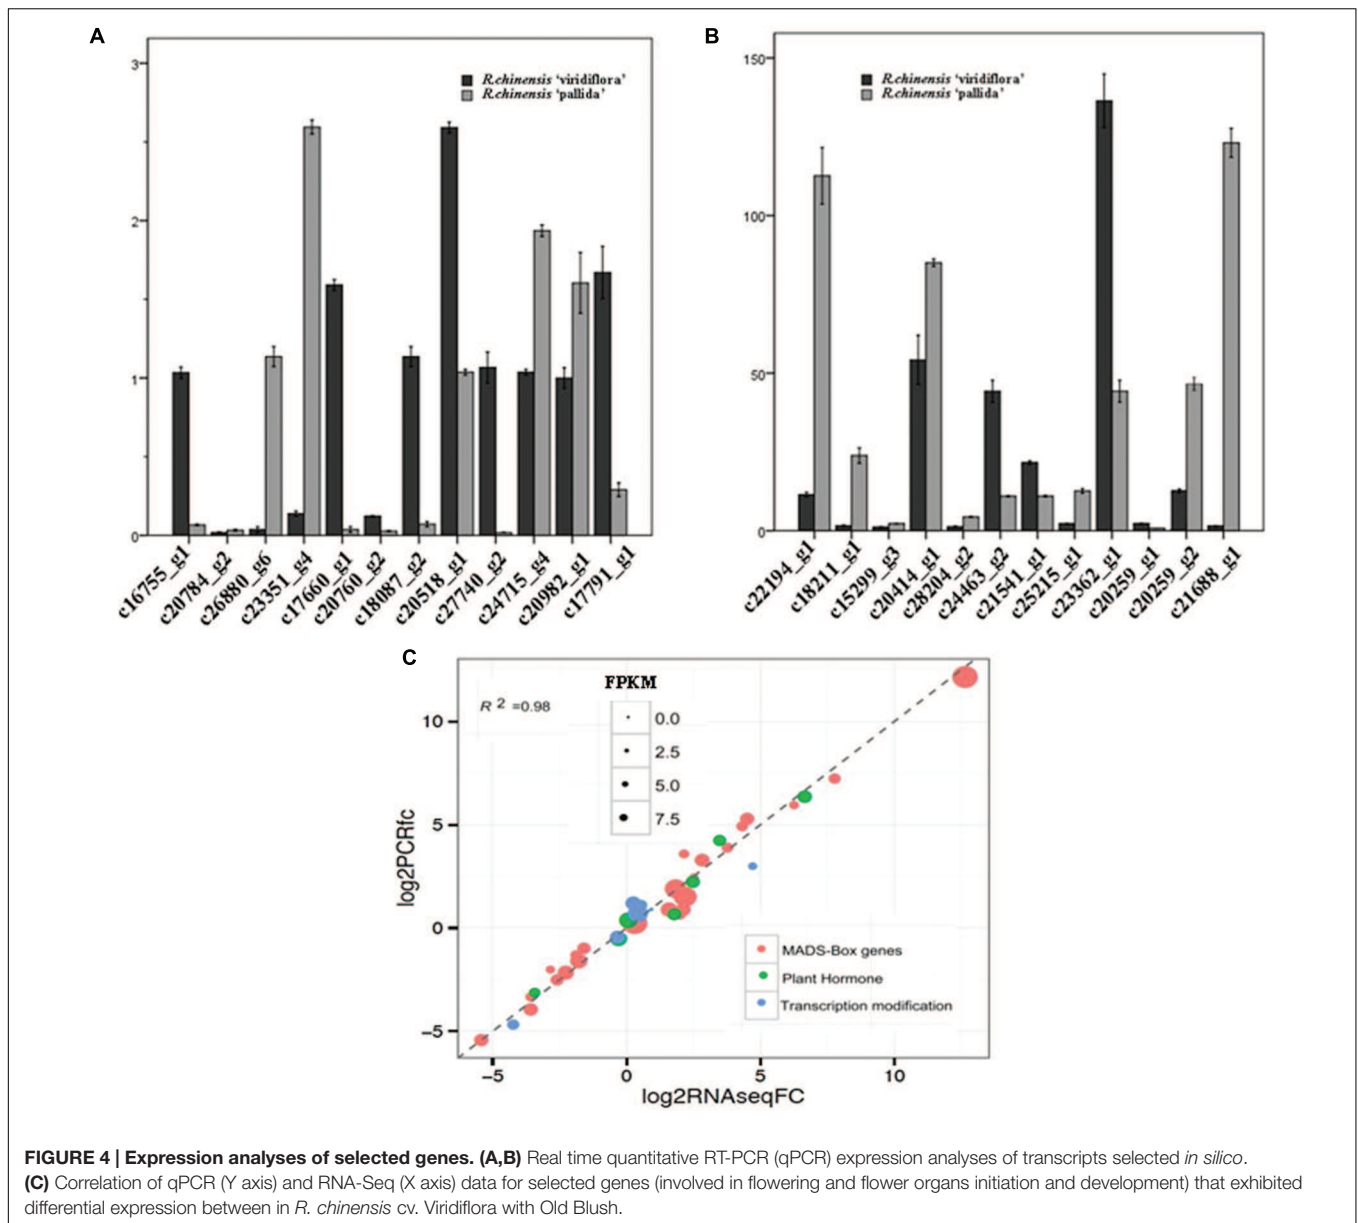 A
3
2
1
0
R.chinensis 'viridiflora'
R.chinensis 'pallida'
c16755_g1
c20784_g2
c26880_g6
c23351_g4
c17660_g1
c20760_g2
c18087_g2
c20518_g1
c27740_g2
c24715_g4
c20982_g1
c17791_g1
B
150
100
50
0
R.chinensis 'viridiflora'
R.chinensis 'pallida'
c22194_g1
c18211_g1
c15299_g3
c20414_g1
c28204_g2
c24463_g2
c21541_g1
c25215_g1
c23362_g1
c20259_g1
c20259_g2
c21688_g1
C
R 2 =0.98
FPKM
0.0
2.5
5.0
7.5
10
5
0
−5
log2PCRfc
MADS-Box genes
Plant Hormone
Transcription modification
−5 0 5 10
log2RNAseqFC
FIGURE 4 | Expression analyses of selected genes. (A,B) Real time quantitative RT-PCR (qPCR) expression analyses of transcripts selected in silico.
(C) Correlation of qPCR (Y axis) and RNA-Seq (X axis) data for selected genes (involved in flowering and flower organs initiation and development) that exhibited
differential expression between in R. chinensis cv. Viridiflora with Old Blush.